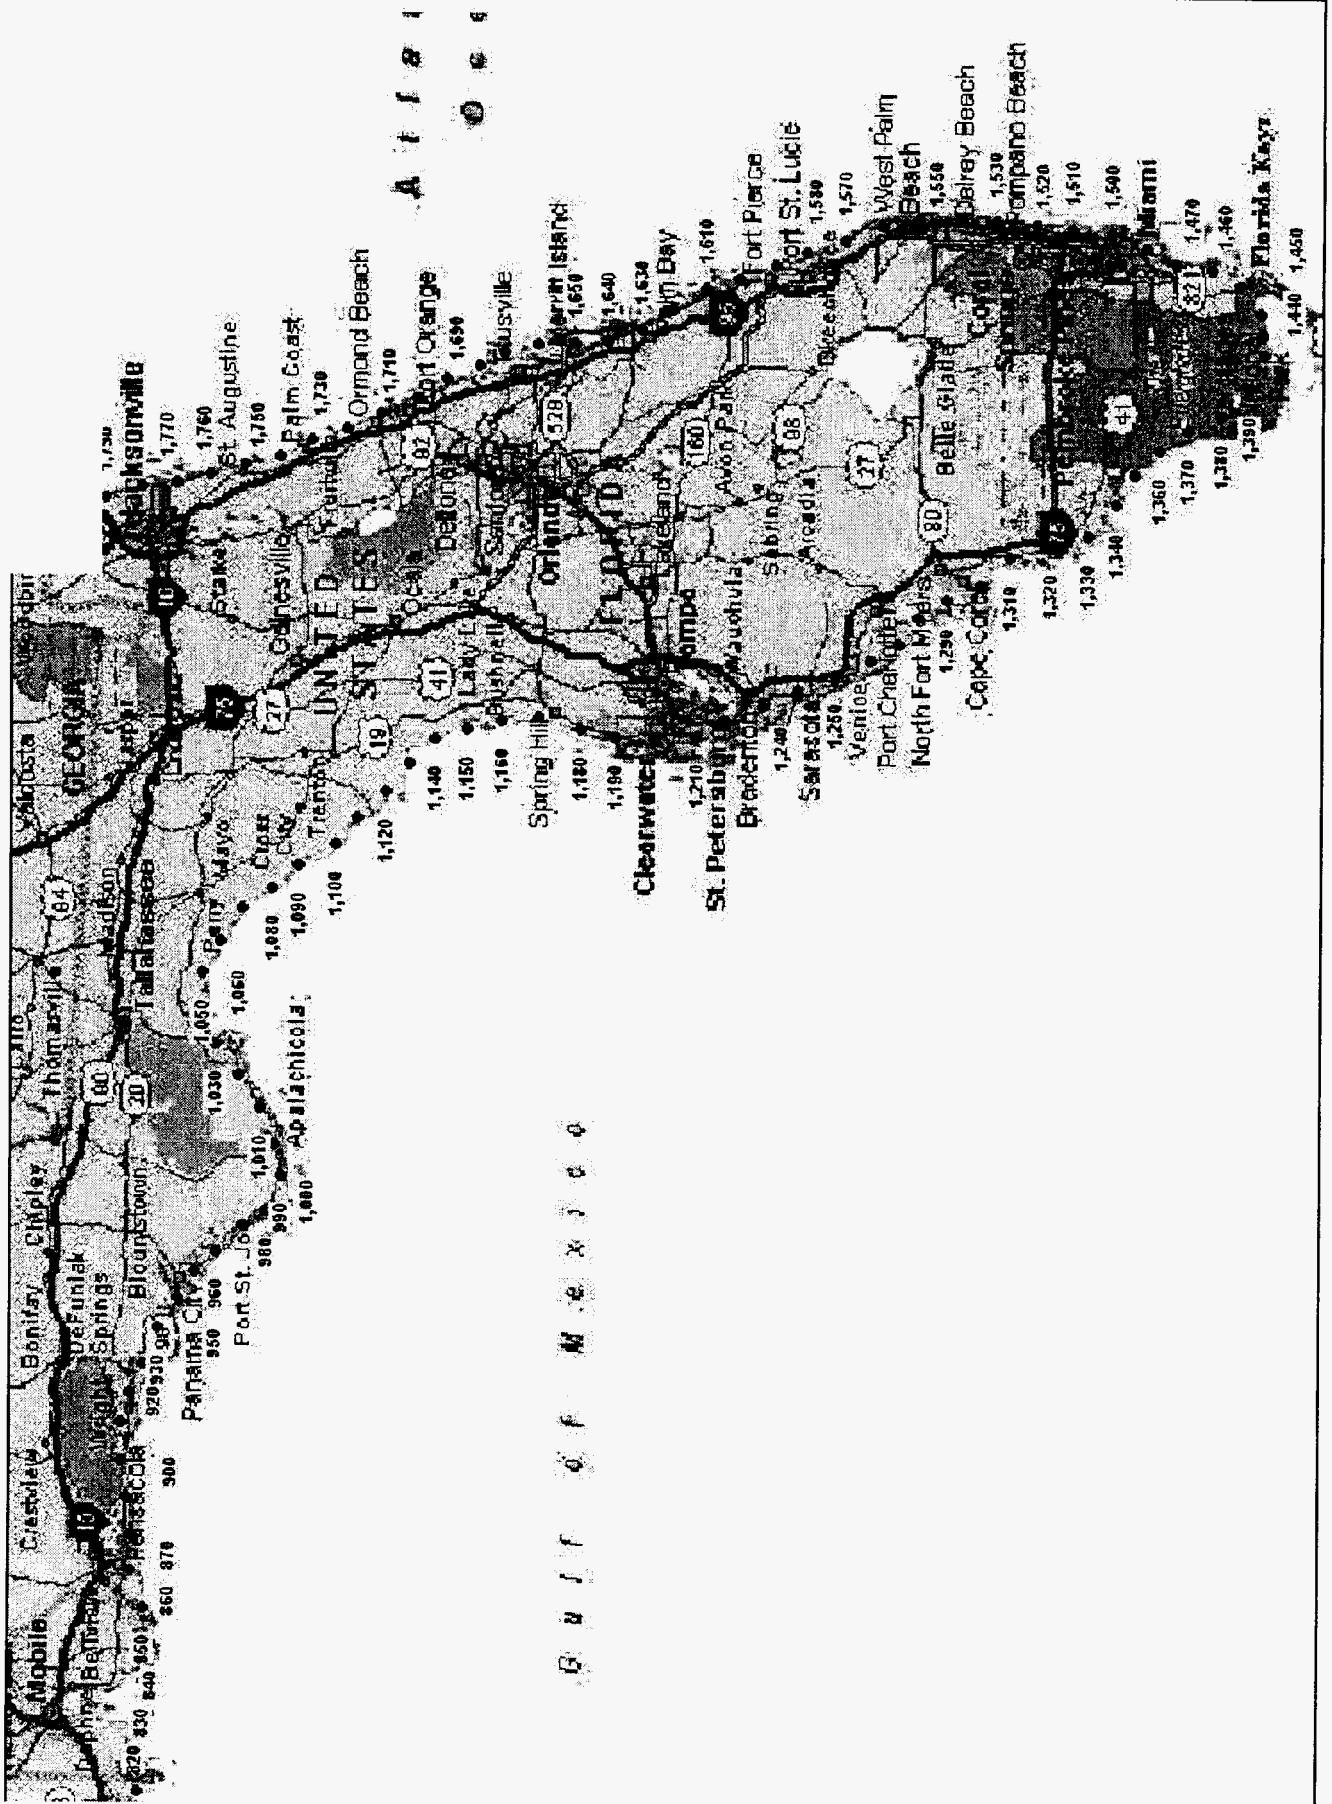 Mobile
Crestview
Bonifay
Chipley
Thomasville
Valdosta
GEORGIA
84
10
DeFuniak
Springs
90
20
Madison
Pensacola
Blountstown
Tallahassee
Jacksonville
820
830
840
850
860
870
900
920
930
98
Panama City
950
960
Port St. Joe
980
990
1,000
1,010
Apalachicola
1,030
1,050
1,060
Perry
Mayo
Cross
City
Trenton
1,080
1,090
1,100
1,120
1,140
1,150
1,160
Spring Hill
1,180
1,190
Clearwater
1,210
St. Petersburg
Bradenton
1,240
Sarasota
1,250
Venice
Port Charlotte
North Fort Myers
1,290
Cape Coral
1,310
1,320
1,330
1,340
1,360
1,370
1,380
1,390
10
75
27
41
19
Starke
Gainesville
UNITED
STATES
Ocala
Lady
Bushnell
Deltona
Orlando
FLORIDA
Tampa
Wauchula
Avon Park
Sebring
Arcadia
528
60
98
27
80
Belle Glade
75
41
1,770
1,760
St. Augustine
Palm Coast
1,730
Ormond Beach
1,710
Port Orange
92
1,690
Merritt Island
1,650
1,640
1,630
Palm Bay
1,610
95
Fort Pierce
Port St. Lucie
1,580
1,570
West Palm
Beach
1,550
Delray Beach
1,530
Pompano Beach
1,520
1,510
1,500
Miami
1,470
821
1,460
Florida Keys
1,450
1,440
Gulf of Mexico